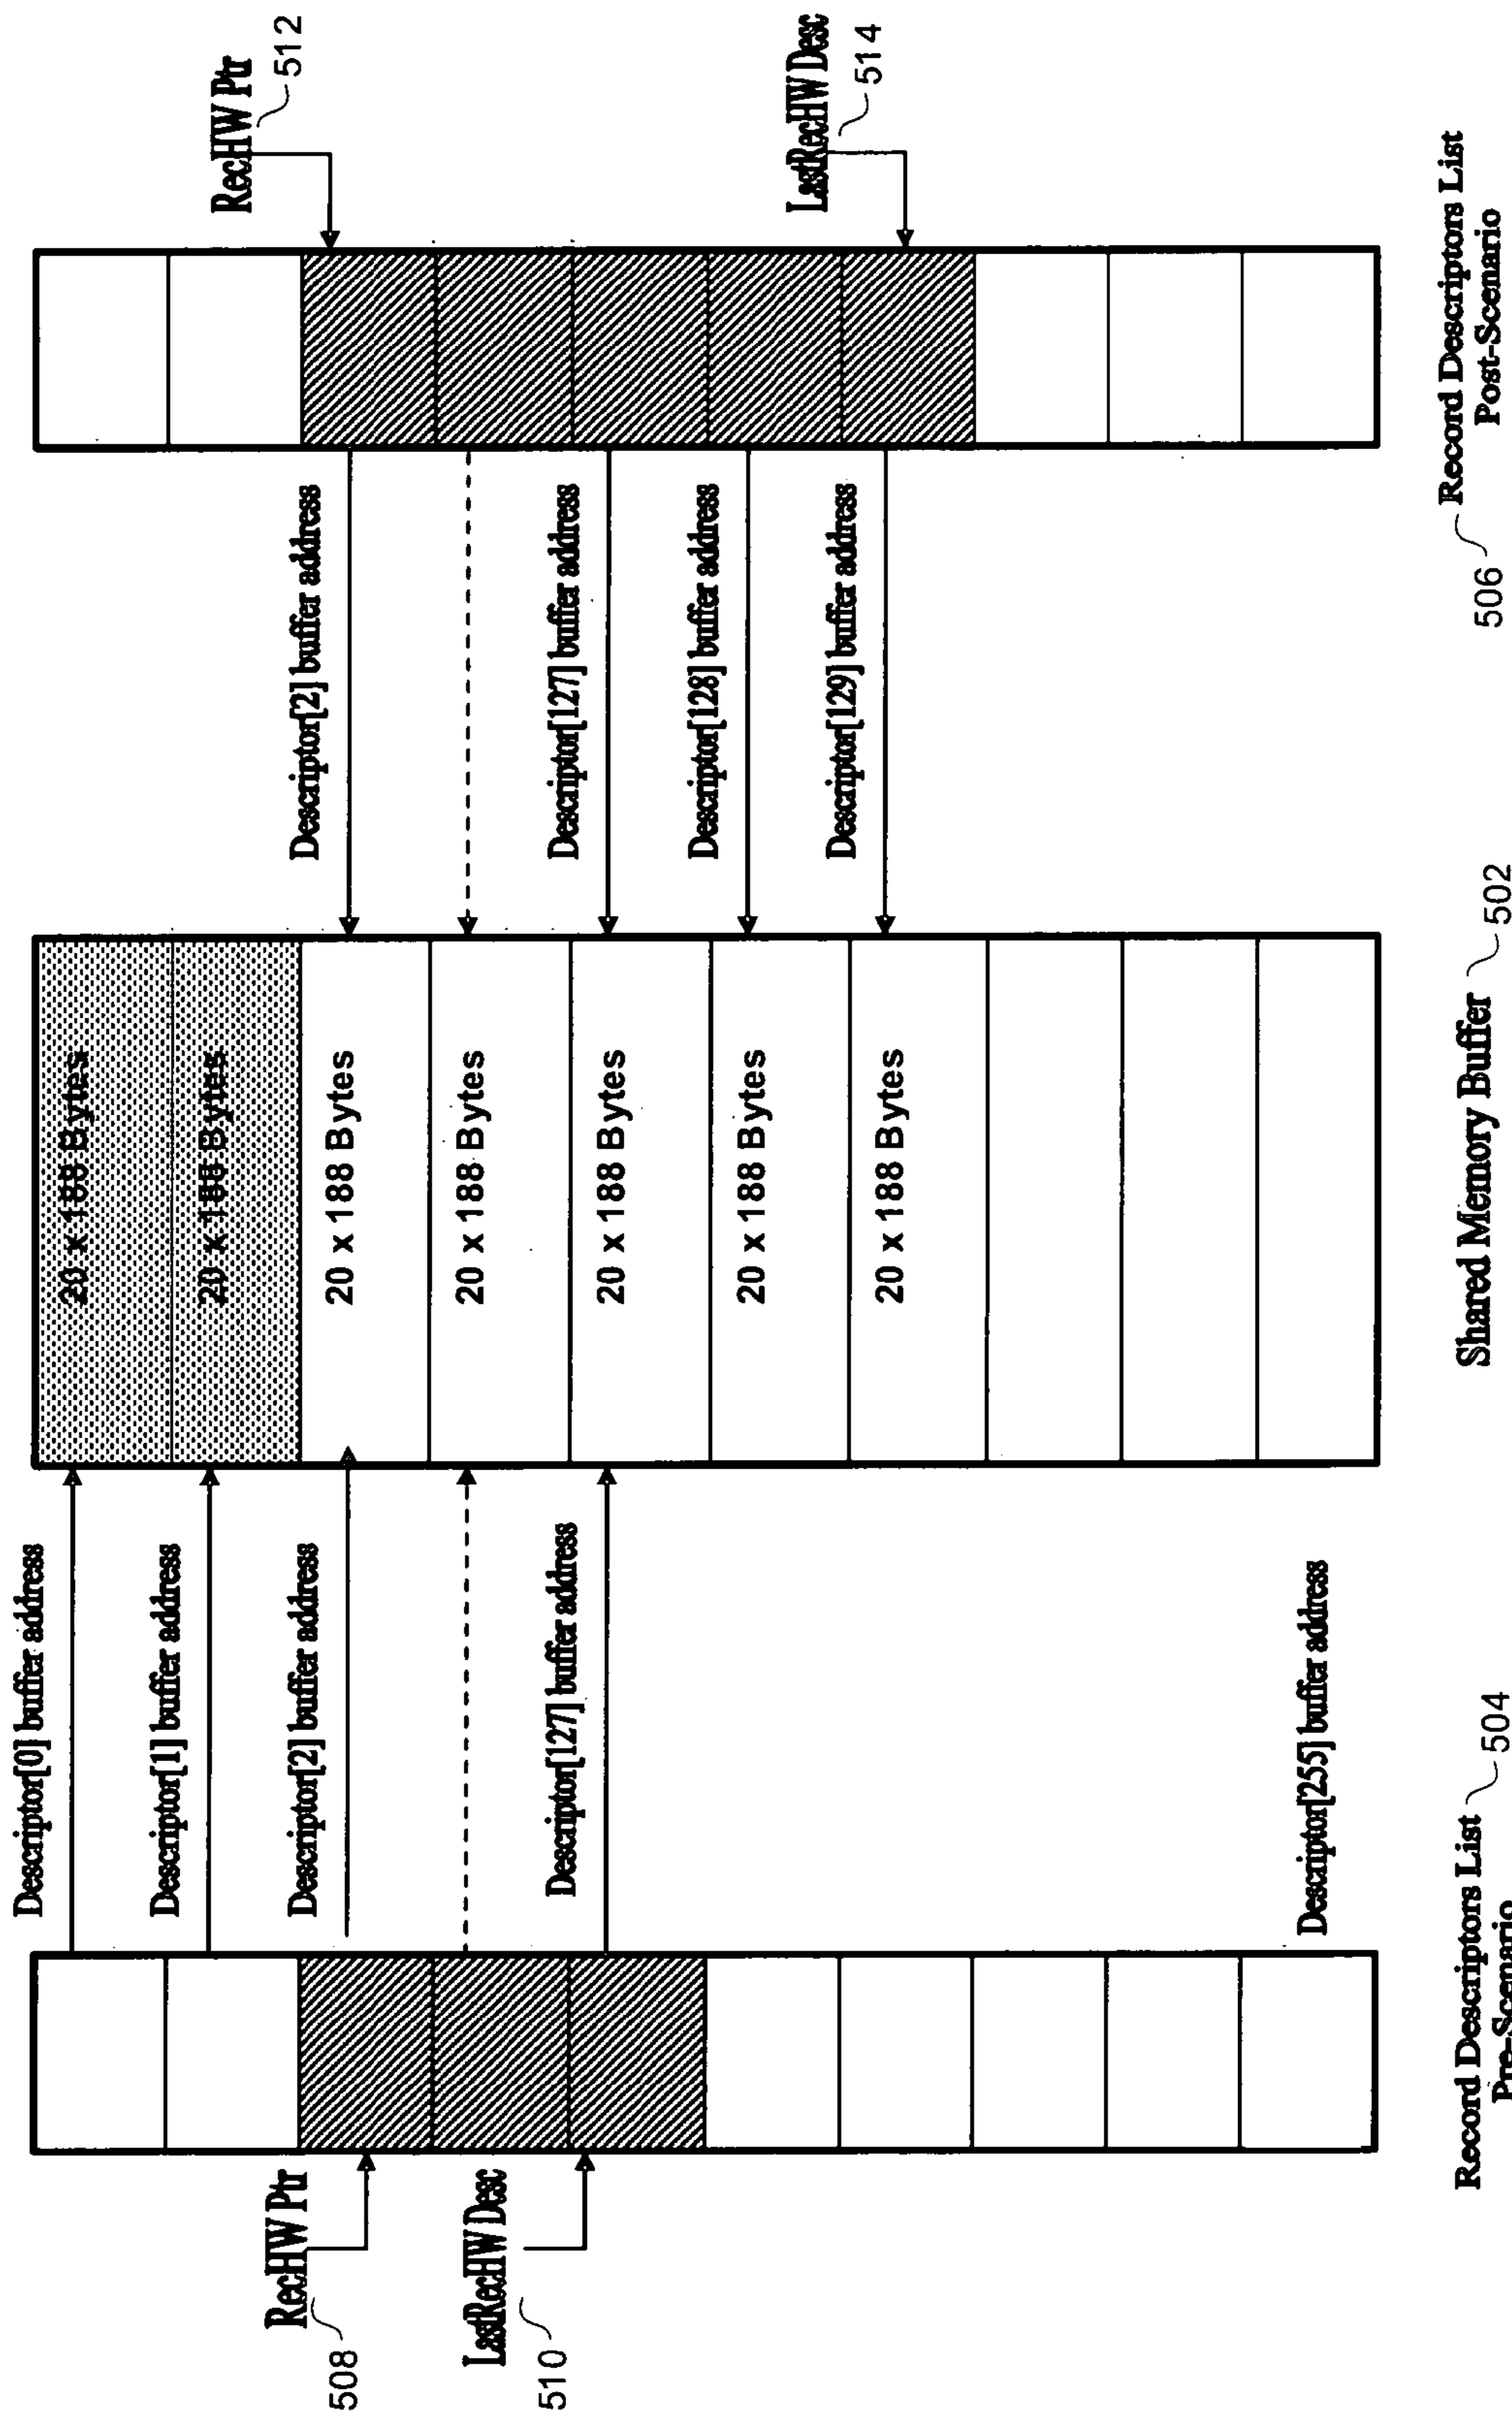 Descriptor[0] buffer address
Descriptor[1] buffer address
Descriptor[2] buffer address
Descriptor[127] buffer address
Descriptor[255] buffer address
RecHW Ptr
508
LastRecHW Desc
510
Record Descriptors List
504
Pre-Scenario
20 x 188 Bytes
20 x 188 Bytes
20 x 188 Bytes
20 x 188 Bytes
20 x 188 Bytes
20 x 188 Bytes
20 x 188 Bytes
Shared Memory Buffer
502
Descriptor[2] buffer address
Descriptor[127] buffer address
Descriptor[128] buffer address
Descriptor[129] buffer address
RecHW Ptr
512
LastRecHW Desc
514
506
Record Descriptors List
Post-Scenario